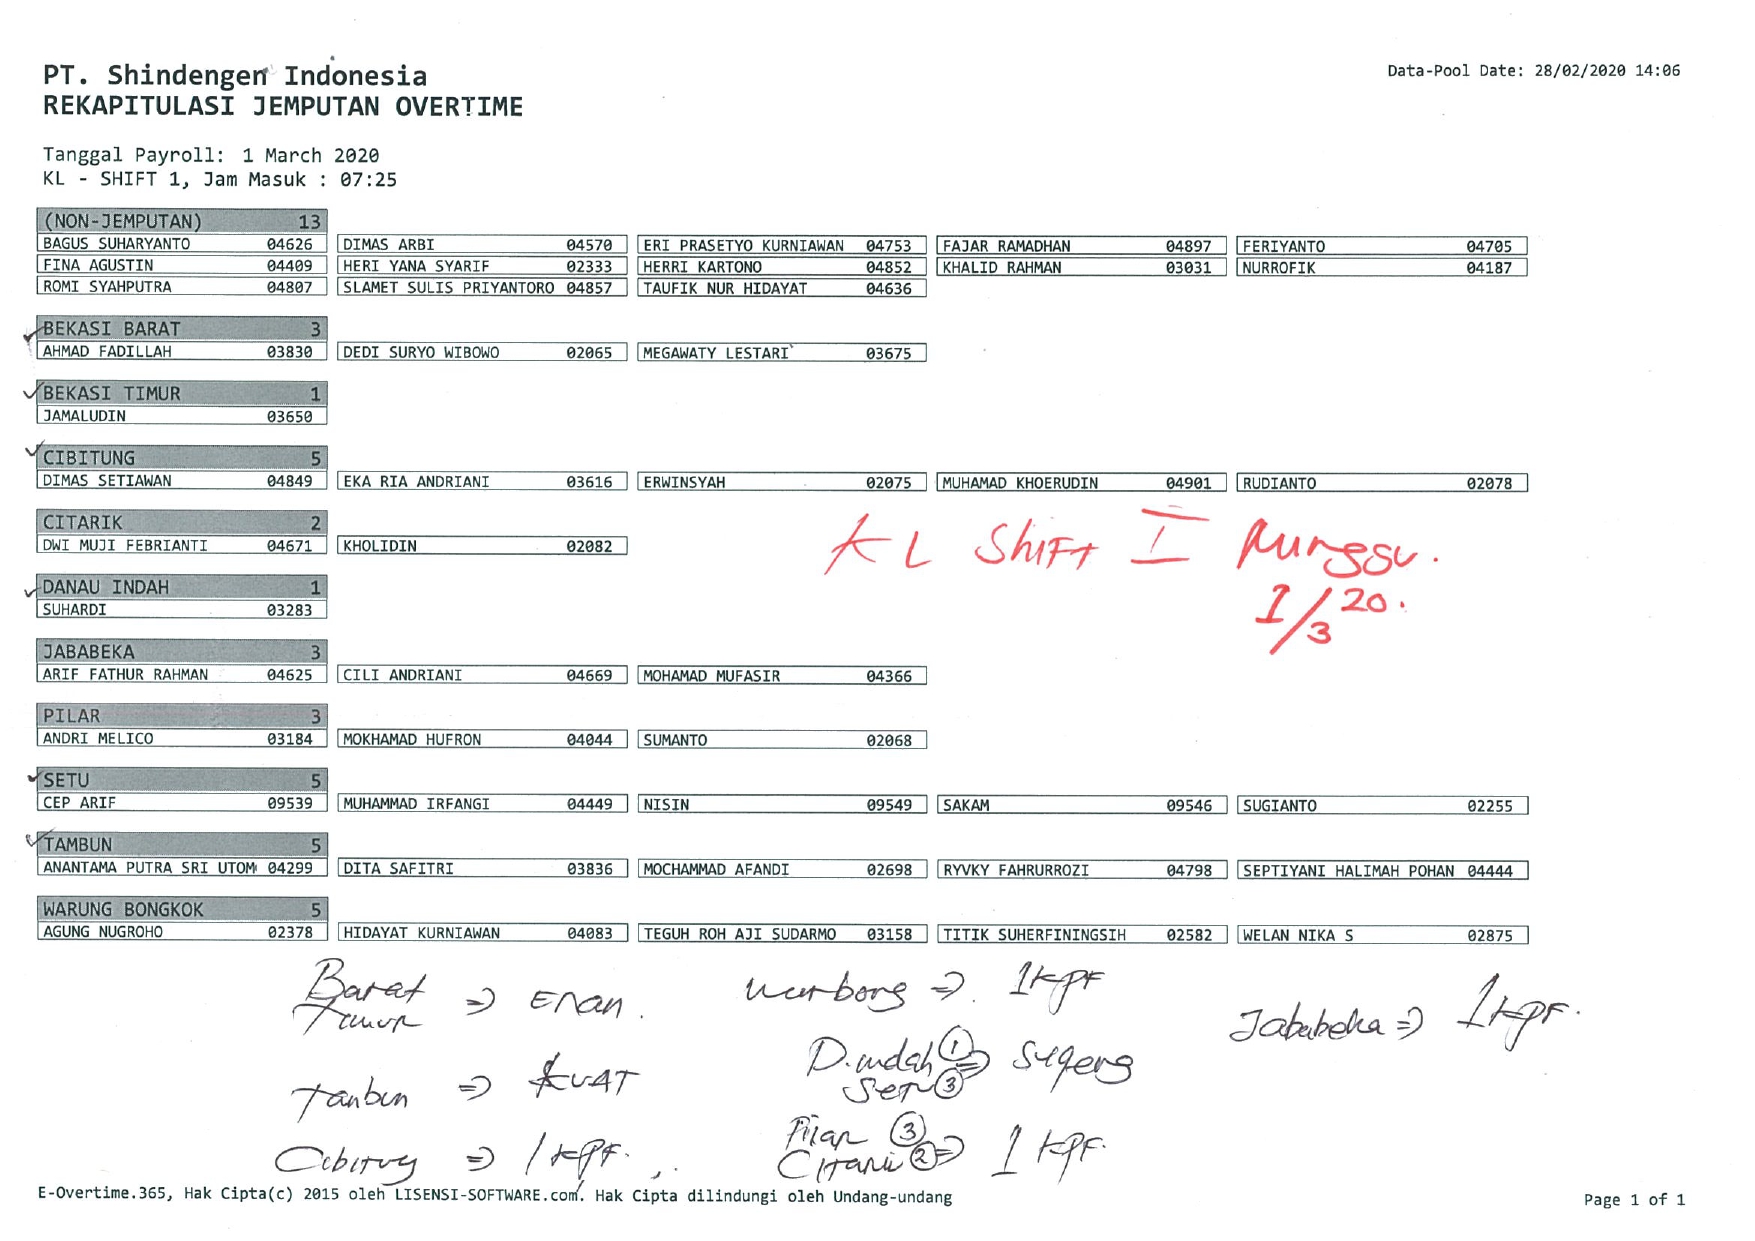 PT. Shindengen Indonesia
Data-Pool Date: 28/02/2020 14:06
REKAPITULASI JEMPUTAN OVERTIME
Tanggal Payroll: 1 March 2020
KL - SHIFT 1, Jam Masuk : 07:25
(NON-JEMPUTAN) 13
BAGUS SUHARYANTO 04626 DIMAS ARBI 04570 ERI PRASETYO KURNIAWAN 04753 FAJAR RAMADHAN 04897 FERIYANTO 04705
FINA AGUSTIN 04409 HERI YANA SYARIF 02333 HERRI KARTONO 04852 KHALID RAHMAN 03031 NURROFIK 04187
ROMI SYAHPUTRA 04807 SLAMET SULIS PRIYANTORO 04857 TAUFIK NUR HIDAYAT 04636
BEKASI BARAT 3
AHMAD FADILLAH 03830 DEDI SURYO WIBOWO 02065 MEGAWATY LESTARI 03675
BEKASI TIMUR 1
JAMALUDIN 03650
CIBITUNG 5
DIMAS SETIAWAN 04849 EKA RIA ANDRIANI 03616 ERWINSYAH 02075 MUHAMAD KHOERUDIN 04901 RUDIANTO 02078
CITARIK 2
DWI MUJI FEBRIANTI 04671 KHOLIDIN 02082
KL Shift I
1/3 20.
DANAU INDAH 1
SUHARDI 03283
JABABEKA 3
ARIF FATHUR RAHMAN 04625 CILI ANDRIANI 04669 MOHAMAD MUFASIR 04366
PILAR 3
ANDRI MELICO 03184 MOKHAMAD HUFRON 04044 SUMANTO 02068
SETU 5
CEP ARIF 09539 MUHAMMAD IRFANGI 04449 NISIN 09549 SAKAM 09546 SUGIANTO 02255
TAMBUN 5
ANANTAMA PUTRA SRI UTOM 04299 DITA SAFITRI 03836 MOCHAMMAD AFANDI 02698 RYVKY FAHRURROZI 04798 SEPTIYANI HALIMAH POHAN 04444
WARUNG BONGKOK 5
AGUNG NUGROHO 02378 HIDAYAT KURNIAWAN 04083 TEGUH ROH AJI SUDARMO 03158 TITIK SUHERFININGSIH 02582 WELAN NIKA S 02875
Barat
Timur => Enan.
Warbong => 1 KPF
Jababeka => 1 KPF.
D.indah 1
Setu 3 => Sugeng
Tambun => KUAT
Pilar 3
Citarik 2 => 1 KPF.
=> 1 KPF.
E-Overtime.365, Hak Cipta(c) 2015 oleh LISENSI-SOFTWARE.com. Hak Cipta dilindungi oleh Undang-undang
Page 1 of 1